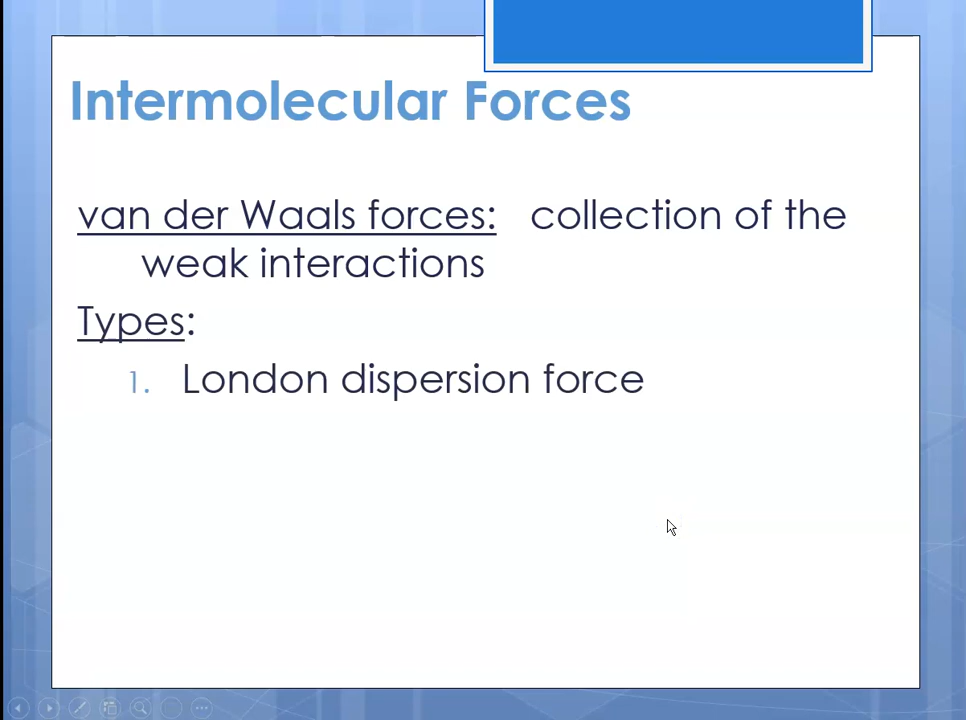 Intermolecular Forces
van der Waals forces: collection of the
weak interactions
Types:
1. London dispersion force